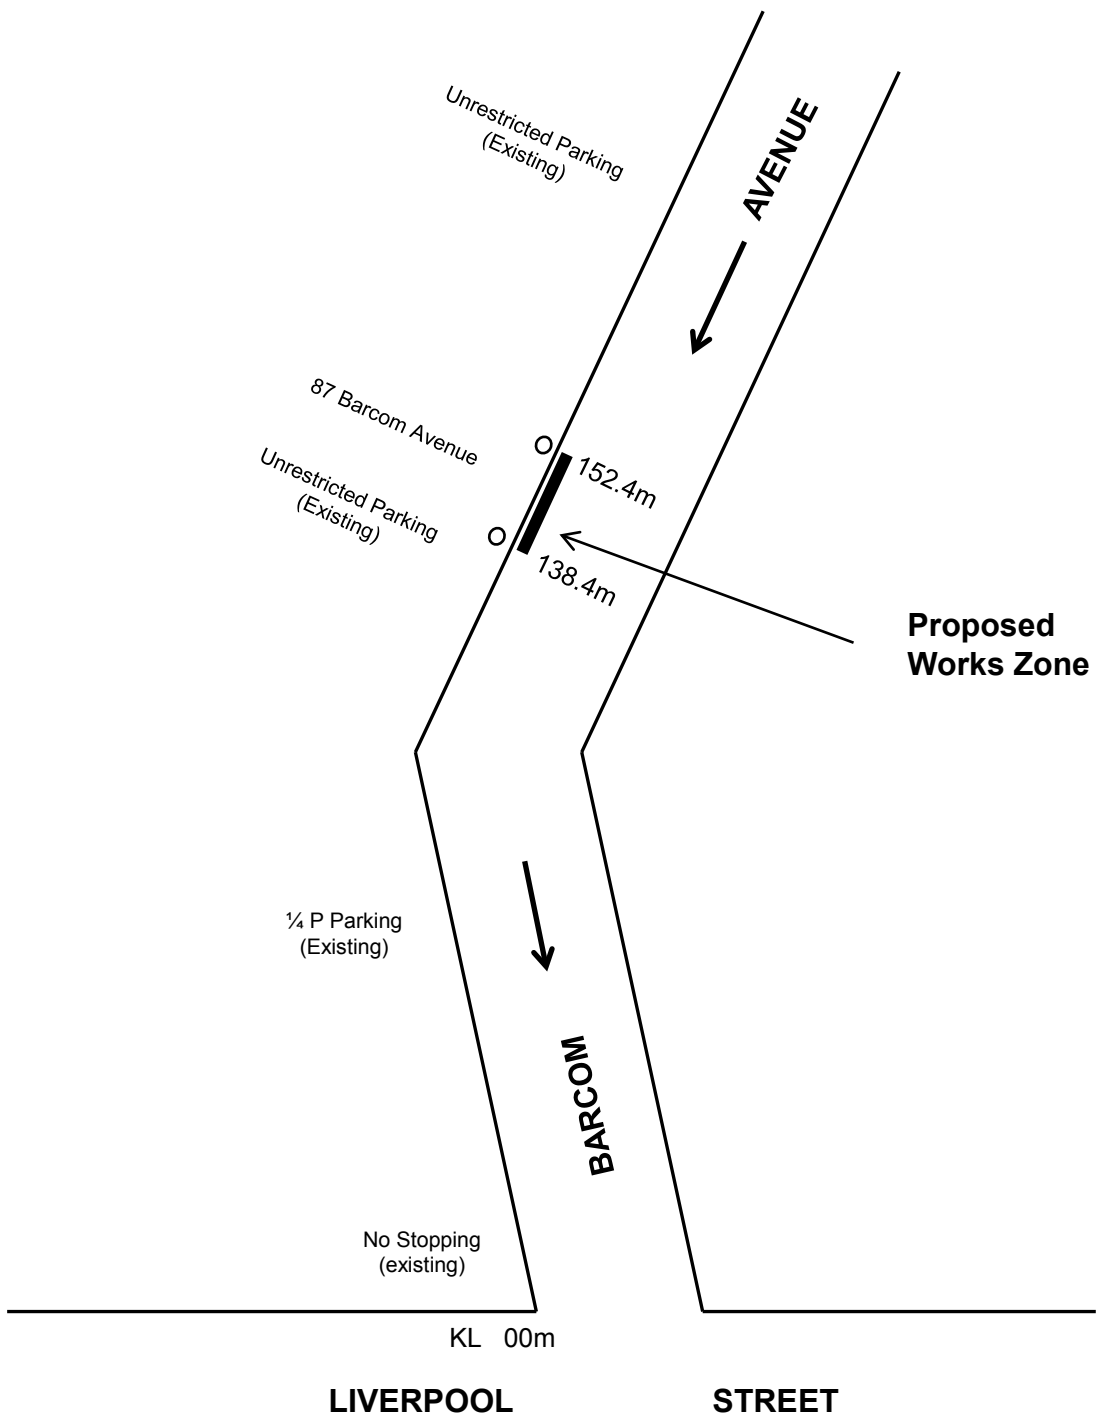 Unrestricted Parking
(Existing)
AVENUE
87 Barcom Avenue
Unrestricted Parking
(Existing)
152.4m
138.4m
Proposed
Works Zone
¼ P Parking
(Existing)
BARCOM
No Stopping
(existing)
KL 00m
LIVERPOOL STREET